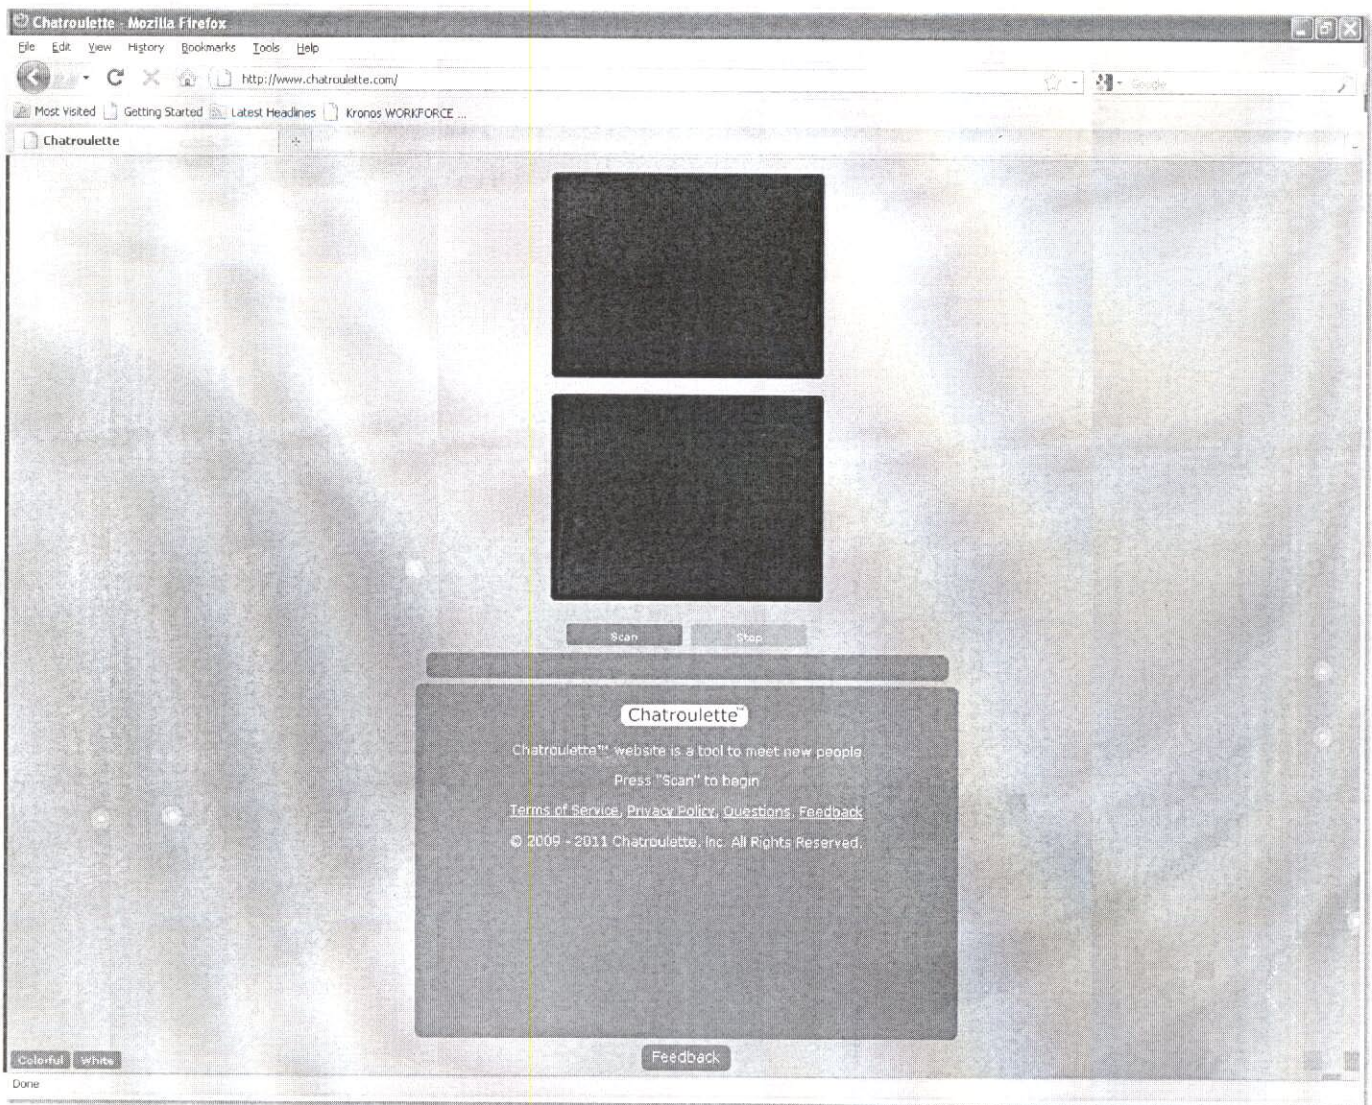 Chatroulette - Mozilla Firefox
File Edit View History Bookmarks Tools Help
http://www.chatroulette.com/
Google
Most Visited Getting Started Latest Headlines Kronos WORKFORCE ...
Chatroulette
Scan Stop
Chatroulette™
Chatroulette™ website is a tool to meet new people
Press "Scan" to begin
Terms of Service, Privacy Policy, Questions, Feedback
© 2009 - 2011 Chatroulette, Inc. All Rights Reserved.
Colorful White
Feedback
Done